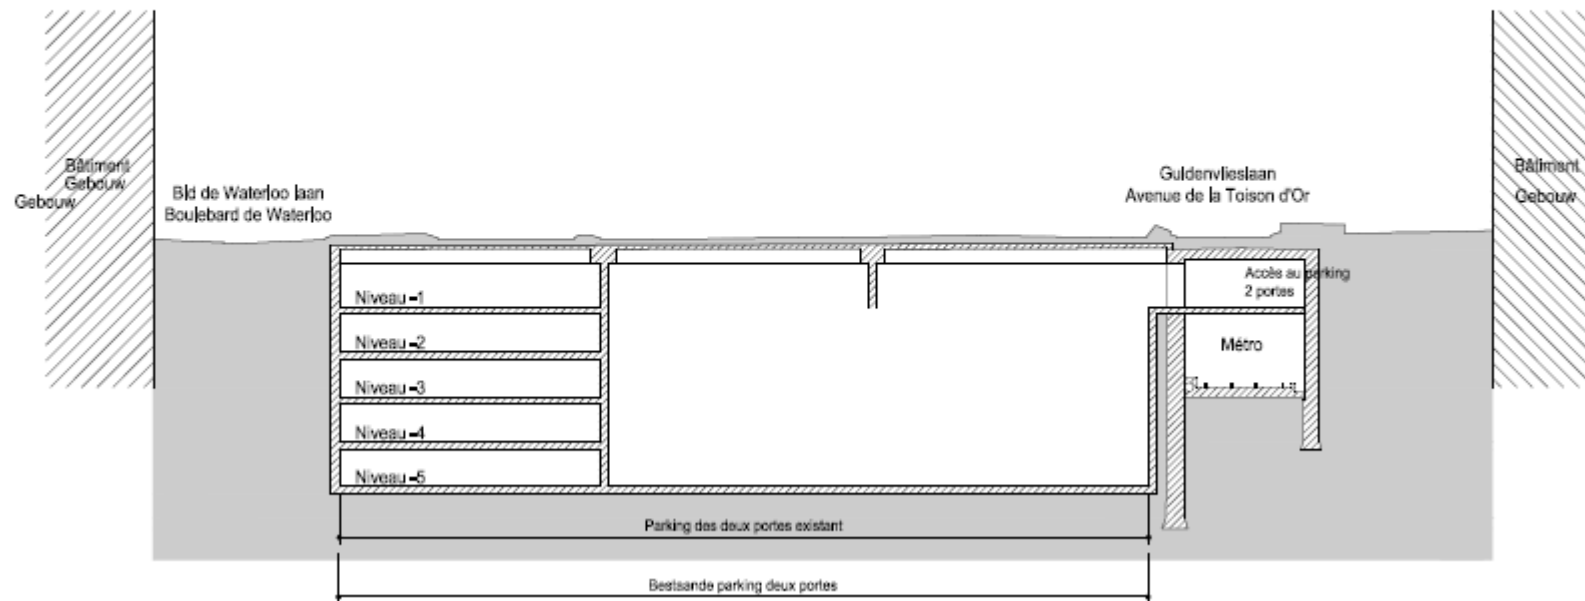 Bâtiment
Gebouw
Gebouw
Bld de Waterloo laan
Boulebard de Waterloo
Guldenvlieslaan
Avenue de la Toison d'Or
Bâtiment
Gebouw
Accès au parking
2 portes
Niveau -1
Niveau -2
Métro
Niveau -3
Niveau -4
Niveau -5
Parking des deux portes existant
Bestaande parking deux portes